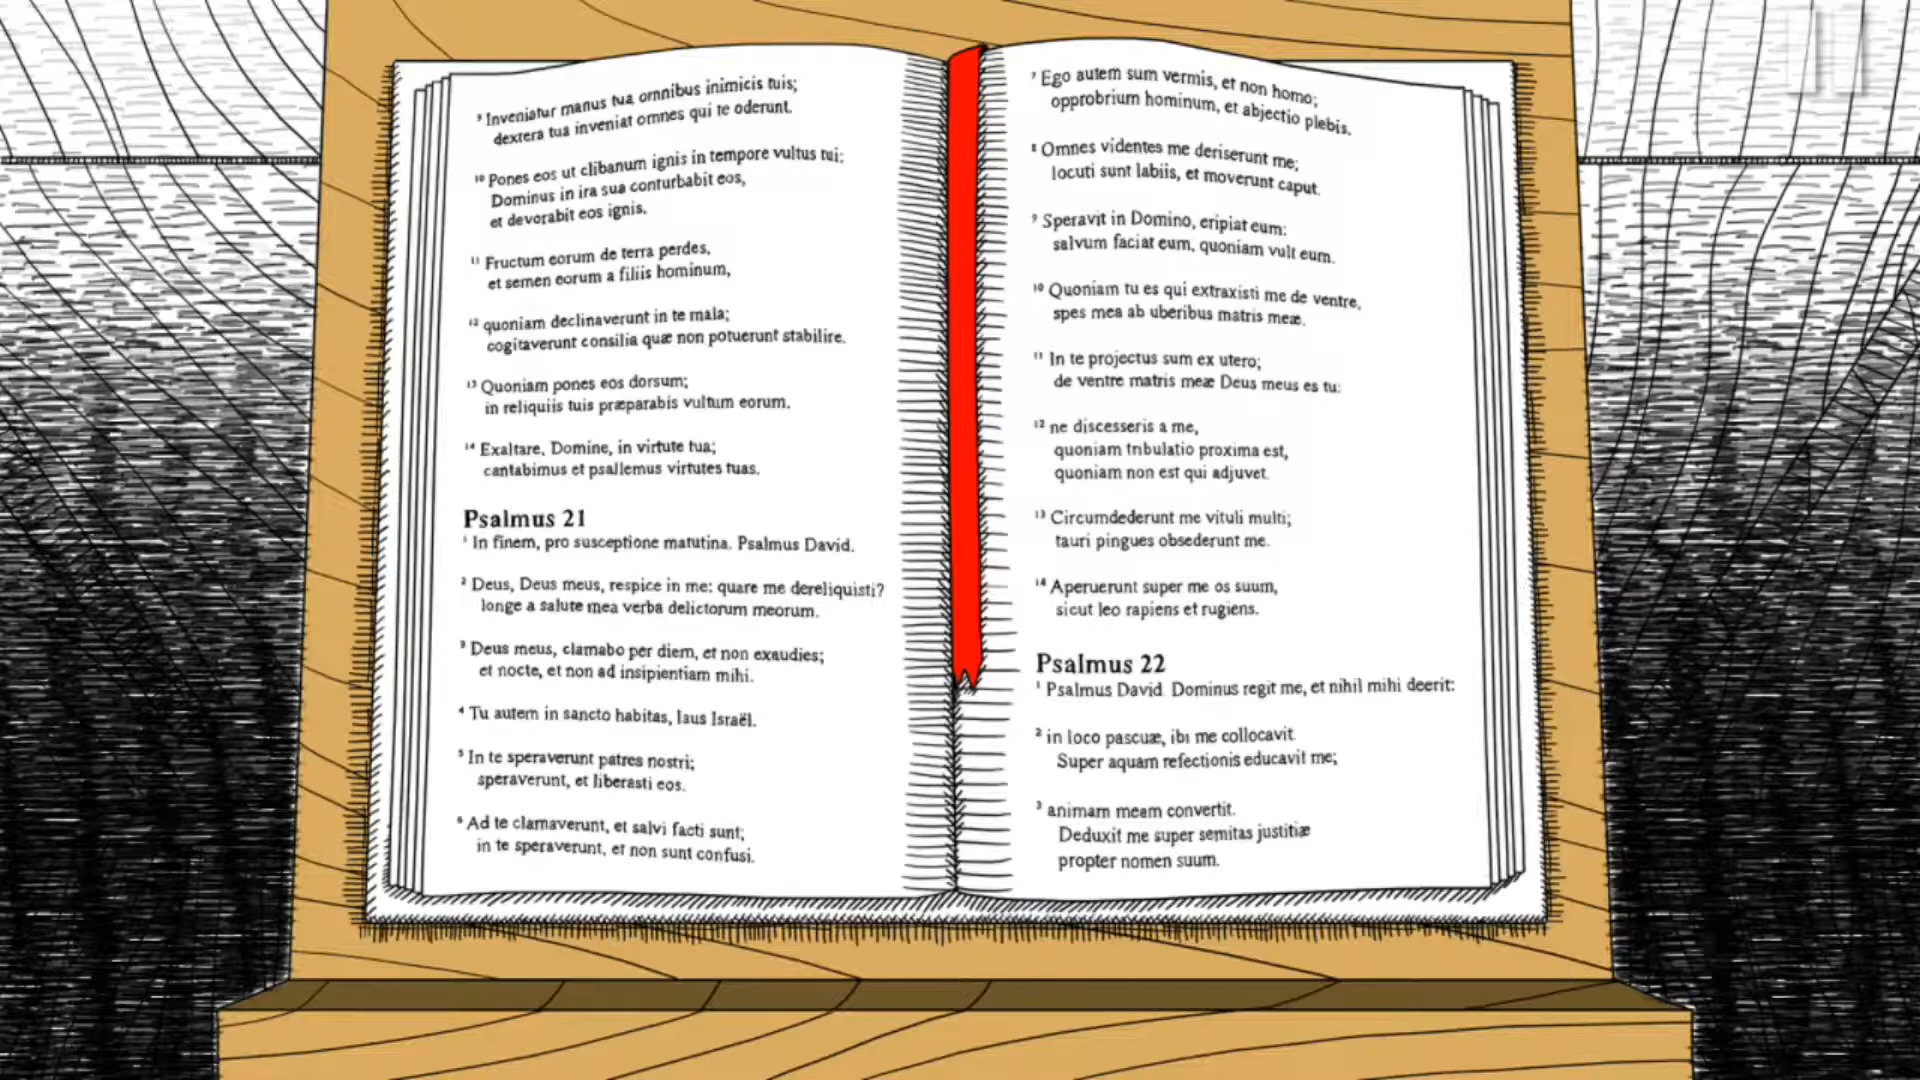 ⁹ Inveniatur manus tua omnibus inimicis tuis;
dextera tua inveniat omnes qui te oderunt.
¹⁰ Pones eos ut clibanum ignis in tempore vultus tui:
Dominus in ira sua conturbabit eos,
et devorabit eos ignis.
¹¹ Fructum eorum de terra perdes,
et semen eorum a filiis hominum,
¹² quoniam declinaverunt in te mala;
cogitaverunt consilia quæ non potuerunt stabilire.
¹³ Quoniam pones eos dorsum;
in reliquiis tuis præparabis vultum eorum.
¹⁴ Exaltare, Domine, in virtute tua;
cantabimus et psallemus virtutes tuas.
Psalmus 21
¹ In finem, pro susceptione matutina. Psalmus David.
² Deus, Deus meus, respice in me: quare me dereliquisti?
longe a salute mea verba delictorum meorum.
³ Deus meus, clamabo per diem, et non exaudies;
et nocte, et non ad insipientiam mihi.
⁴ Tu autem in sancto habitas, laus Israël.
⁵ In te speraverunt patres nostri;
speraverunt, et liberasti eos.
⁶ Ad te clamaverunt, et salvi facti sunt;
in te speraverunt, et non sunt confusi.
⁷ Ego autem sum vermis, et non homo;
opprobrium hominum, et abjectio plebis.
⁸ Omnes videntes me deriserunt me;
locuti sunt labiis, et moverunt caput.
⁹ Speravit in Domino, eripiat eum:
salvum faciat eum, quoniam vult eum.
¹⁰ Quoniam tu es qui extraxisti me de ventre,
spes mea ab uberibus matris meæ.
¹¹ In te projectus sum ex utero;
de ventre matris meæ Deus meus es tu:
¹² ne discesseris a me,
quoniam tribulatio proxima est,
quoniam non est qui adjuvet.
¹³ Circumdederunt me vituli multi;
tauri pingues obsederunt me.
¹⁴ Aperuerunt super me os suum,
sicut leo rapiens et rugiens.
Psalmus 22
¹ Psalmus David. Dominus regit me, et nihil mihi deerit:
² in loco pascuæ, ibi me collocavit.
Super aquam refectionis educavit me;
³ animam meam convertit.
Deduxit me super semitas justitiæ
propter nomen suum.